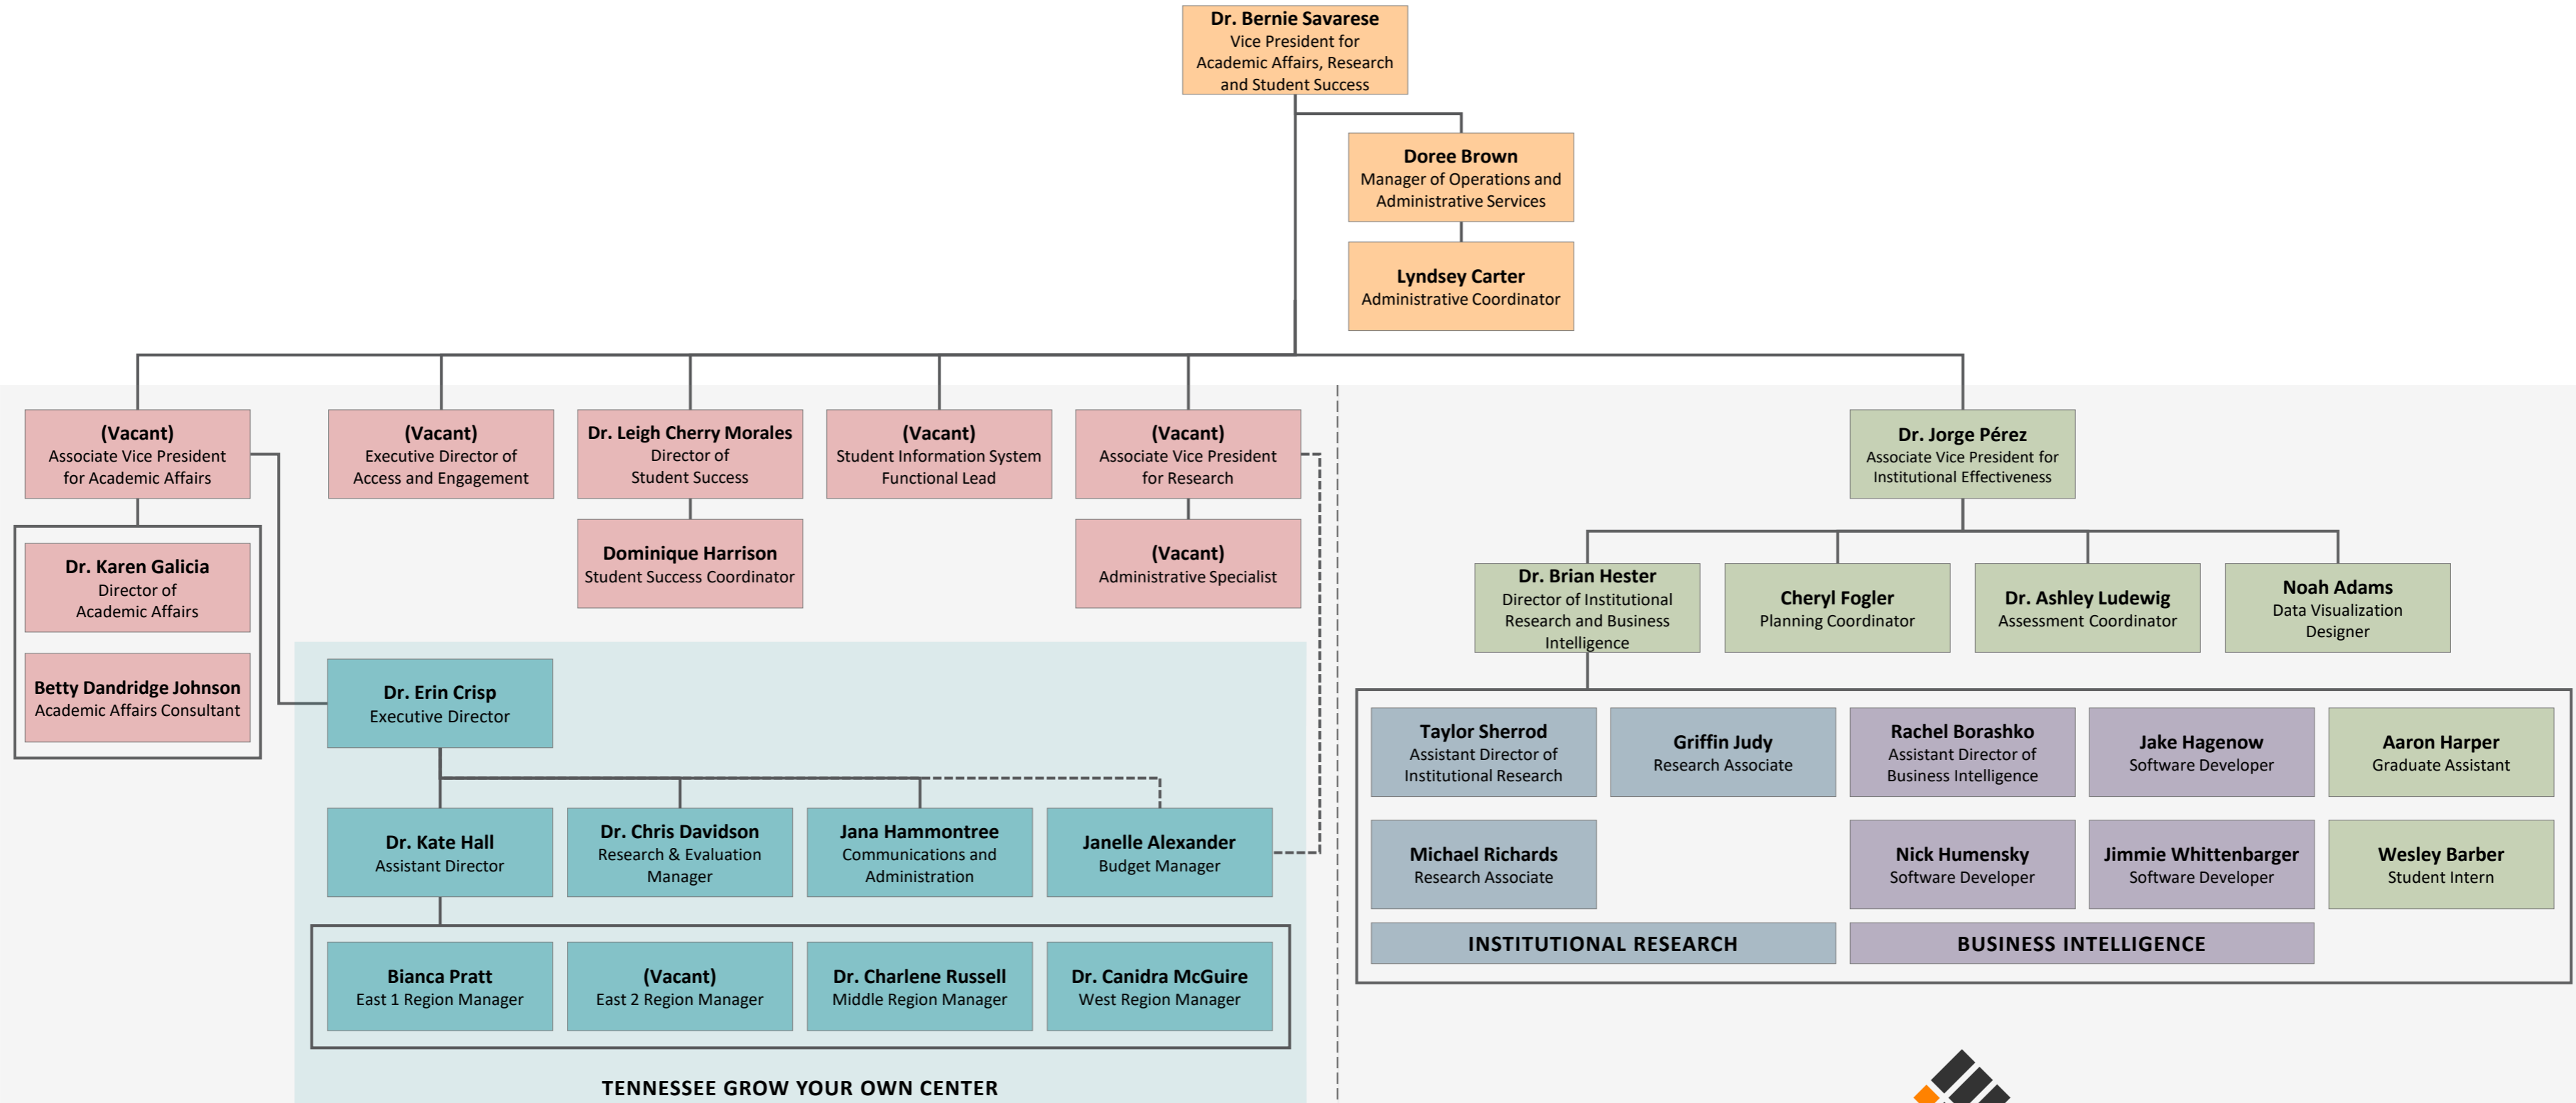 Dr. Bernie Savarese
Vice President for
Academic Affairs, Research
and Student Success
Doree Brown
Manager of Operations and
Administrative Services
Lyndsey Carter
Administrative Coordinator
(Vacant)
Associate Vice President
for Academic Affairs
(Vacant)
Executive Director of
Access and Engagement
Dr. Leigh Cherry Morales
Director of
Student Success
(Vacant)
Student Information System
Functional Lead
(Vacant)
Associate Vice President
for Research
Dr. Jorge Pérez
Associate Vice President for
Institutional Effectiveness
Dr. Karen Galicia
Director of
Academic Affairs
Dominique Harrison
Student Success Coordinator
(Vacant)
Administrative Specialist
Betty Dandridge Johnson
Academic Affairs Consultant
Dr. Brian Hester
Director of Institutional
Research and Business
Intelligence
Cheryl Fogler
Planning Coordinator
Dr. Ashley Ludewig
Assessment Coordinator
Noah Adams
Data Visualization
Designer
Dr. Erin Crisp
Executive Director
Dr. Kate Hall
Assistant Director
Dr. Chris Davidson
Research & Evaluation
Manager
Jana Hammontree
Communications and
Administration
Janelle Alexander
Budget Manager
Bianca Pratt
East 1 Region Manager
(Vacant)
East 2 Region Manager
Dr. Charlene Russell
Middle Region Manager
Dr. Canidra McGuire
West Region Manager
TENNESSEE GROW YOUR OWN CENTER
Taylor Sherrod
Assistant Director of
Institutional Research
Griffin Judy
Research Associate
Rachel Borashko
Assistant Director of
Business Intelligence
Jake Hagenow
Software Developer
Aaron Harper
Graduate Assistant
Michael Richards
Research Associate
Nick Humensky
Software Developer
Jimmie Whittenbarger
Software Developer
Wesley Barber
Student Intern
INSTITUTIONAL RESEARCH
BUSINESS INTELLIGENCE